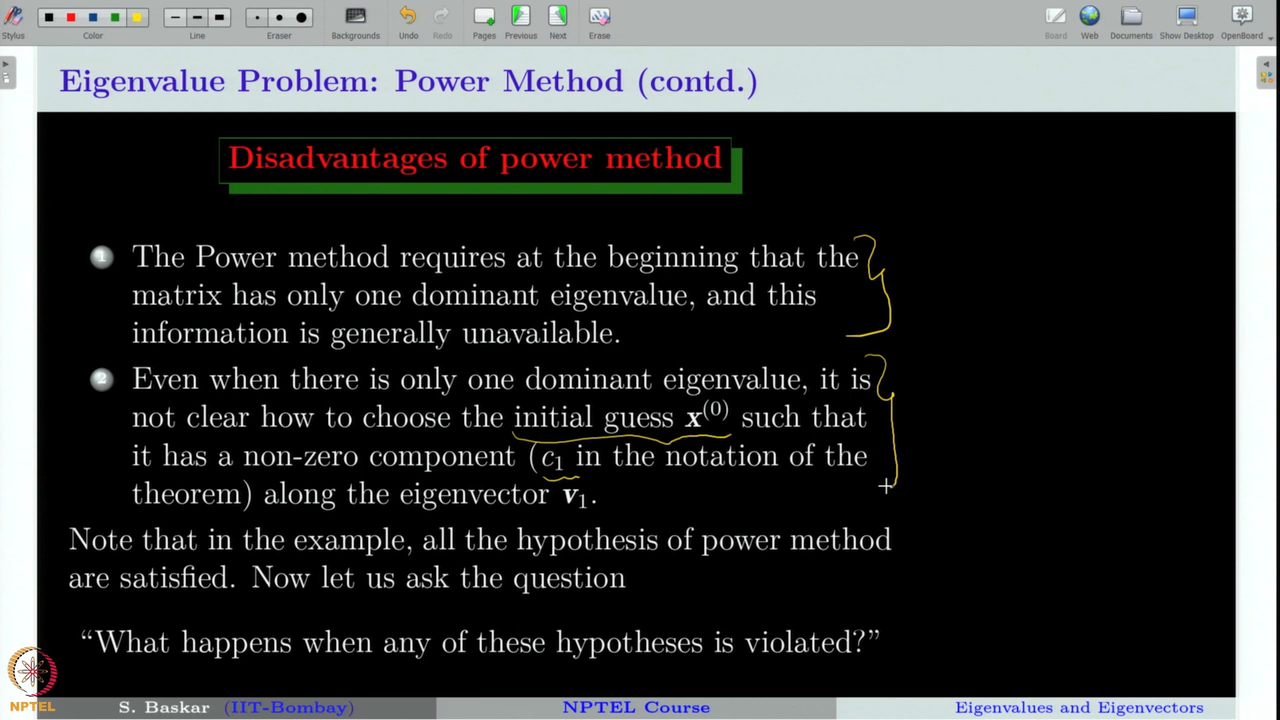 Stylus Color Line Eraser Backgrounds Undo Redo Pages Previous Next Erase Board Web Documents Show Desktop OpenBoard
Eigenvalue Problem: Power Method (contd.)
Disadvantages of power method
1 The Power method requires at the beginning that the
matrix has only one dominant eigenvalue, and this
information is generally unavailable.
2 Even when there is only one dominant eigenvalue, it is
not clear how to choose the initial guess x⁽⁰⁾ such that
it has a non-zero component (c₁ in the notation of the
theorem) along the eigenvector v₁.
Note that in the example, all the hypothesis of power method
are satisfied. Now let us ask the question
“What happens when any of these hypotheses is violated?”
NPTEL
S. Baskar (IIT-Bombay) NPTEL Course Eigenvalues and Eigenvectors